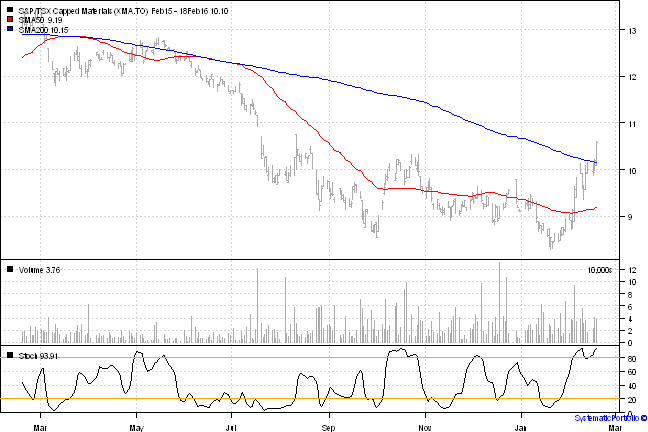 S&P/TSX Capped Materials (XMA.TO) Feb15 - 18Feb16 10.10
SMA50 9.19
SMA200 10.15
13
12
11
10
9
Volume 3.76
10,000s
12
10
8
6
4
2
0
Stoch 93.91
80
60
40
20
0
Mar
May
Jul
Sep
Nov
Jan
Mar
SystematicPortfolio ©